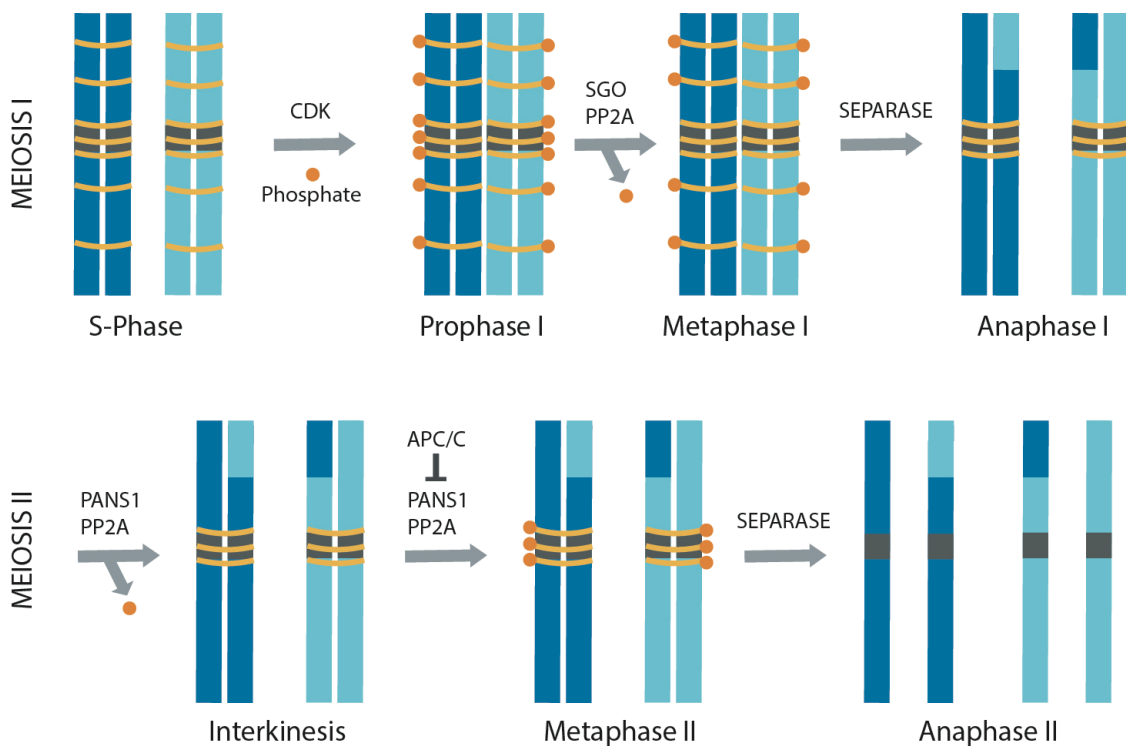 MEIOSIS I
CDK
Phosphate
SGO
PP2A
SEPARASE
S-Phase
Prophase I
Metaphase I
Anaphase I
MEIOSIS II
PANS1
PP2A
APC/C
PANS1
PP2A
SEPARASE
Interkinesis
Metaphase II
Anaphase II